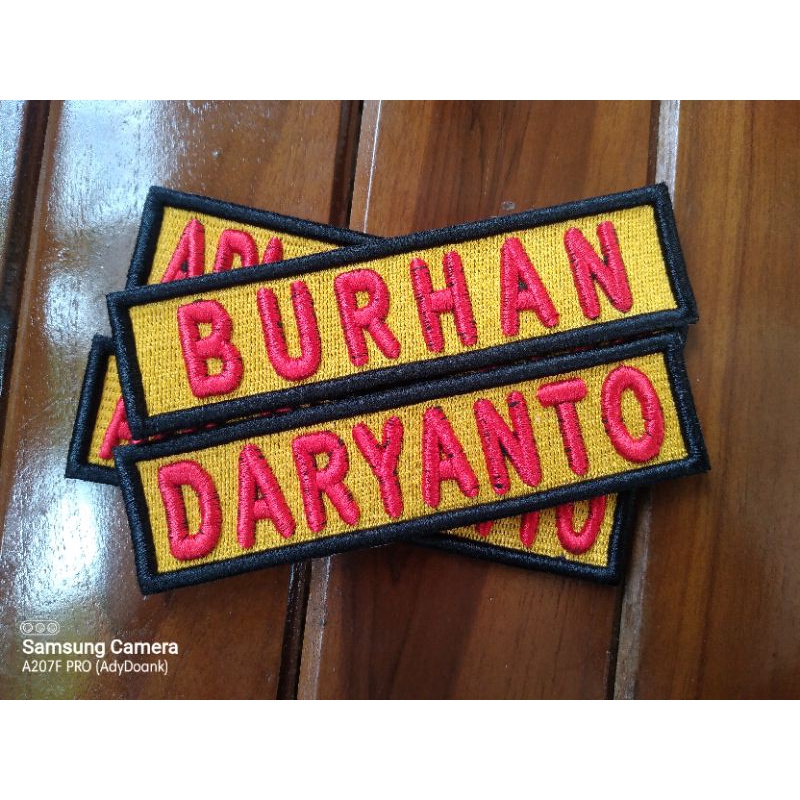 BURHAN
DARYANTO
Samsung Camera
A207F PRO (AdyDoank)